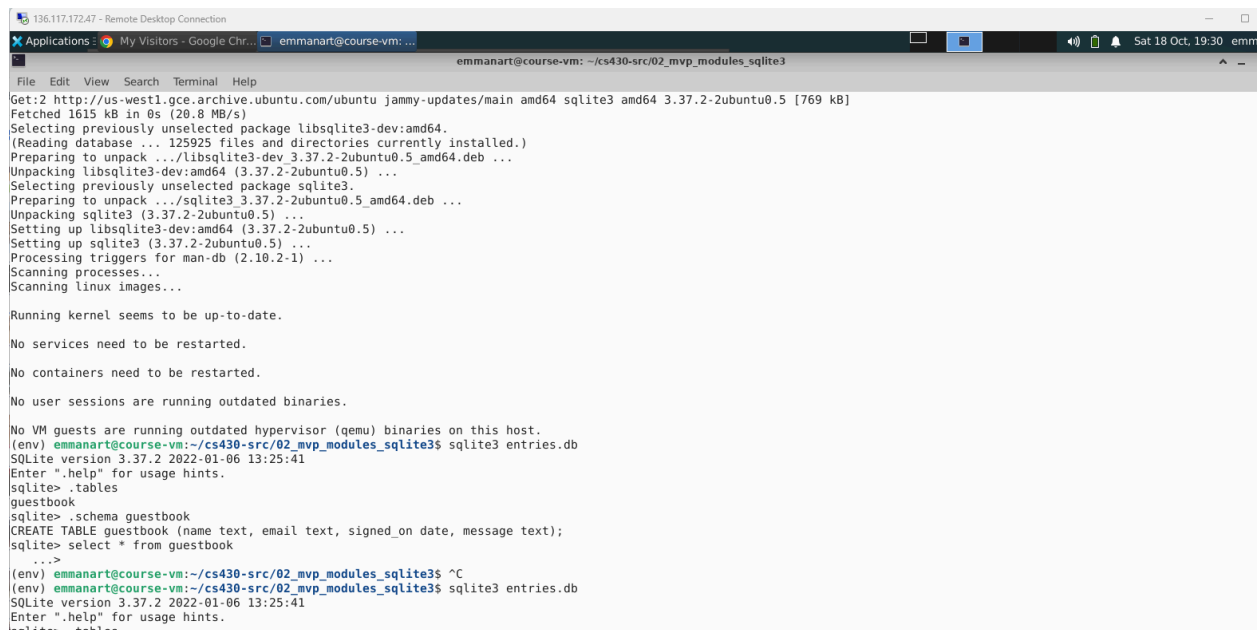 136.117.172.47 - Remote Desktop Connection
Applications My Visitors - Google Chr... emmanart@course-vm: ... Sat 18 Oct, 19:30 emm
emmanart@course-vm: ~/cs430-src/02_mvp_modules_sqlite3
File Edit View Search Terminal Help
Get:2 http://us-west1.gce.archive.ubuntu.com/ubuntu jammy-updates/main amd64 sqlite3 amd64 3.37.2-2ubuntu0.5 [769 kB]
Fetched 1615 kB in 0s (20.8 MB/s)
Selecting previously unselected package libsqlite3-dev:amd64.
(Reading database ... 125925 files and directories currently installed.)
Preparing to unpack .../libsqlite3-dev_3.37.2-2ubuntu0.5_amd64.deb ...
Unpacking libsqlite3-dev:amd64 (3.37.2-2ubuntu0.5) ...
Selecting previously unselected package sqlite3.
Preparing to unpack .../sqlite3_3.37.2-2ubuntu0.5_amd64.deb ...
Unpacking sqlite3 (3.37.2-2ubuntu0.5) ...
Setting up libsqlite3-dev:amd64 (3.37.2-2ubuntu0.5) ...
Setting up sqlite3 (3.37.2-2ubuntu0.5) ...
Processing triggers for man-db (2.10.2-1) ...
Scanning processes...
Scanning linux images...
Running kernel seems to be up-to-date.
No services need to be restarted.
No containers need to be restarted.
No user sessions are running outdated binaries.
No VM guests are running outdated hypervisor (qemu) binaries on this host.
(env) emmanart@course-vm:~/cs430-src/02_mvp_modules_sqlite3$ sqlite3 entries.db
SQLite version 3.37.2 2022-01-06 13:25:41
Enter ".help" for usage hints.
sqlite> .tables
guestbook
sqlite> .schema guestbook
CREATE TABLE guestbook (name text, email text, signed_on date, message text);
sqlite> select * from guestbook
   ...>
(env) emmanart@course-vm:~/cs430-src/02_mvp_modules_sqlite3$ ^C
(env) emmanart@course-vm:~/cs430-src/02_mvp_modules_sqlite3$ sqlite3 entries.db
SQLite version 3.37.2 2022-01-06 13:25:41
Enter ".help" for usage hints.